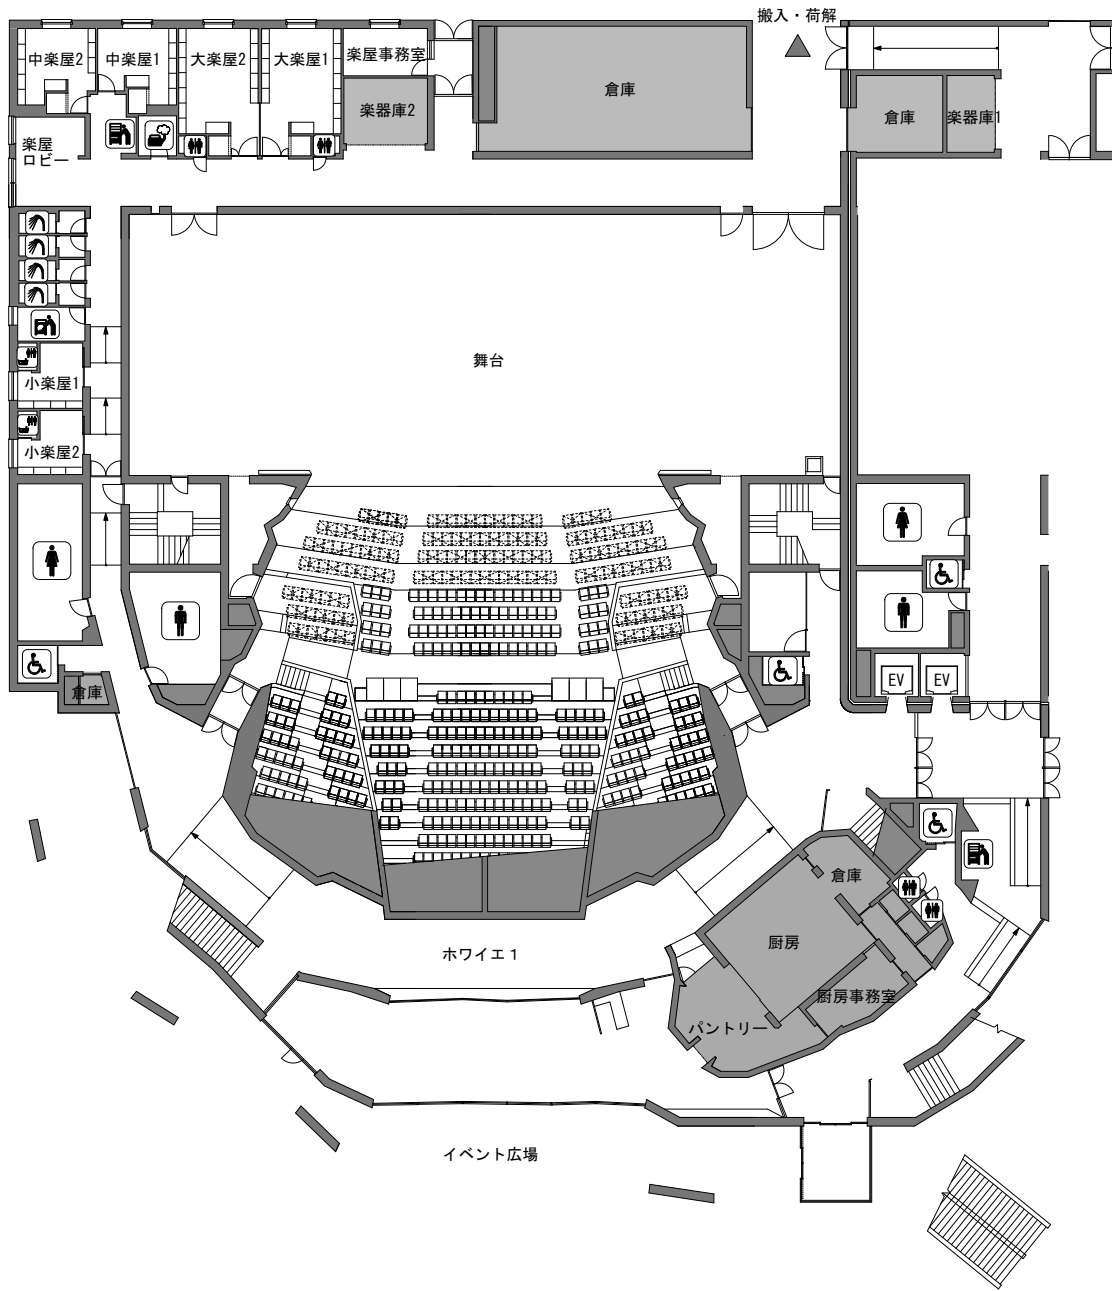 搬入・荷解
中楽屋2
中楽屋1
大楽屋2
大楽屋1
楽屋事務室
楽器庫2
倉庫
倉庫
楽器庫1
楽屋
ロビー
舞台
小楽屋1
小楽屋2
倉庫
EV
EV
倉庫
厨房
ホワイエ1
厨房事務室
パントリー
イベント広場